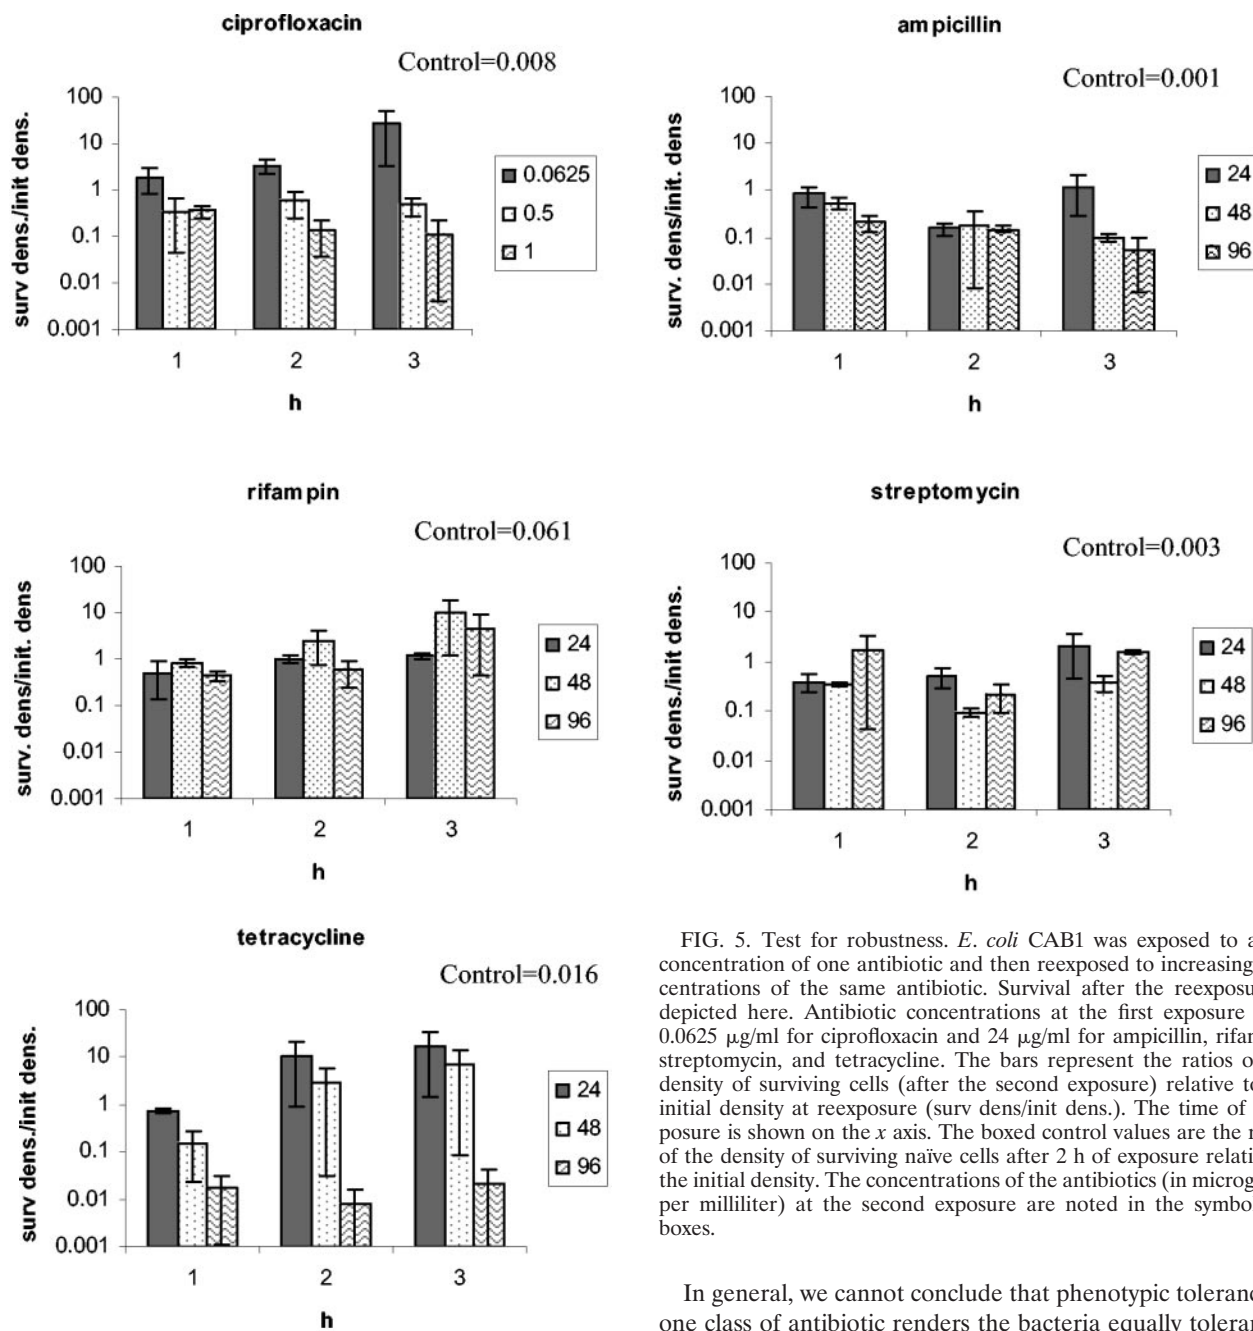 ciprofloxacin
Control=0.008
surv dens./init dens.
100
10
1
0.1
0.01
0.001
1 2 3
h
0.0625
0.5
1
ampicillin
Control=0.001
surv. dens/init. dens
100
10
1
0.1
0.01
0.001
1 2 3
h
24
48
96
rifampin
Control=0.061
surv. dens/init. dens
100
10
1
0.1
0.01
0.001
1 2 3
h
24
48
96
streptomycin
Control=0.003
surv dens./init dens.
100
10
1
0.1
0.01
0.001
1 2 3
h
24
48
96
tetracycline
Control=0.016
surv dens./init dens.
100
10
1
0.1
0.01
0.001
1 2 3
h
24
48
96
FIG. 5. Test for robustness. E. coli CAB1 was exposed to a
concentration of one antibiotic and then reexposed to increasing
centrations of the same antibiotic. Survival after the reexposu
depicted here. Antibiotic concentrations at the first exposure
0.0625 μg/ml for ciprofloxacin and 24 μg/ml for ampicillin, rifan
streptomycin, and tetracycline. The bars represent the ratios o
density of surviving cells (after the second exposure) relative to
initial density at reexposure (surv dens/init dens.). The time of
posure is shown on the x axis. The boxed control values are the r
of the density of surviving naïve cells after 2 h of exposure relati
the initial density. The concentrations of the antibiotics (in microg
per milliliter) at the second exposure are noted in the symbo
boxes.
In general, we cannot conclude that phenotypic toleranc
one class of antibiotic renders the bacteria equally toleran